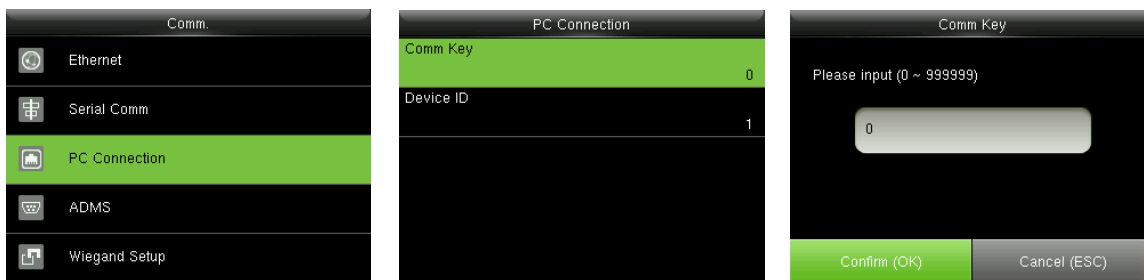 Comm.
Ethernet
Serial Comm
PC Connection
ADMS
Wiegand Setup
PC Connection
Comm Key
0
Device ID
1
Comm Key
Please input (0 ~ 999999)
0
Confirm (OK)
Cancel (ESC)